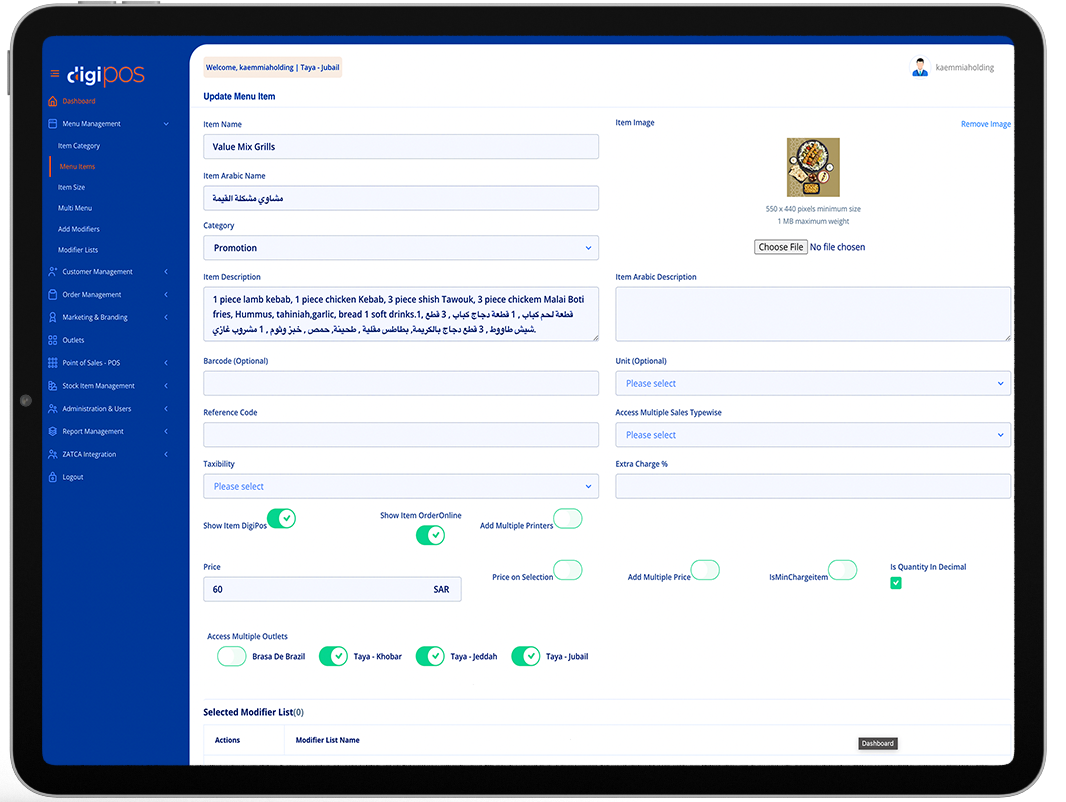 digipos
Dashboard
Menu Management
Item Category
Menu Items
Item Size
Multi Menu
Add Modifiers
Modifier Lists
Customer Management
Order Management
Marketing & Branding
Outlets
Point of Sales - POS
Stock Item Management
Administration & Users
Report Management
ZATCA Integration
Logout
Welcome, kaemmiaholding | Taya - Jubail
kaemmiaholding
Update Menu Item
Item Name
Value Mix Grills
Item Image
Remove Image
550 x 440 pixels minimum size
1 MB maximum weight
Choose File No file chosen
Item Arabic Name
مشاوي مشكلة القيمة
Category
Promotion
Item Description
1 piece lamb kebab, 1 piece chicken Kebab, 3 piece shish Tawouk, 3 piece chickem Malai Boti
fries, Hummus, tahiniah,garlic, bread 1 soft drinks.1, قطعة لحم كباب , 1 قطعة دجاج كباب , 3 قطع
شيش طاووط , 3 قطع دجاج بالكريمة, بطاطس مقلية , طحينة, حمص , خبز وثوم , 1 مشروب غازي.
Item Arabic Description
Barcode (Optional)
Unit (Optional)
Please select
Reference Code
Access Multiple Sales Typewise
Please select
Taxibility
Please select
Extra Charge %
Show Item DigiPos
Show Item OrderOnline
Add Multiple Printers
Price
60 SAR
Price on Selection
Add Multiple Price
IsMinChargeitem
Is Quantity In Decimal
Access Multiple Outlets
Brasa De Brazil
Taya - Khobar
Taya - Jeddah
Taya - Jubail
Selected Modifier List(0)
Actions
Modifier List Name
Dashboard